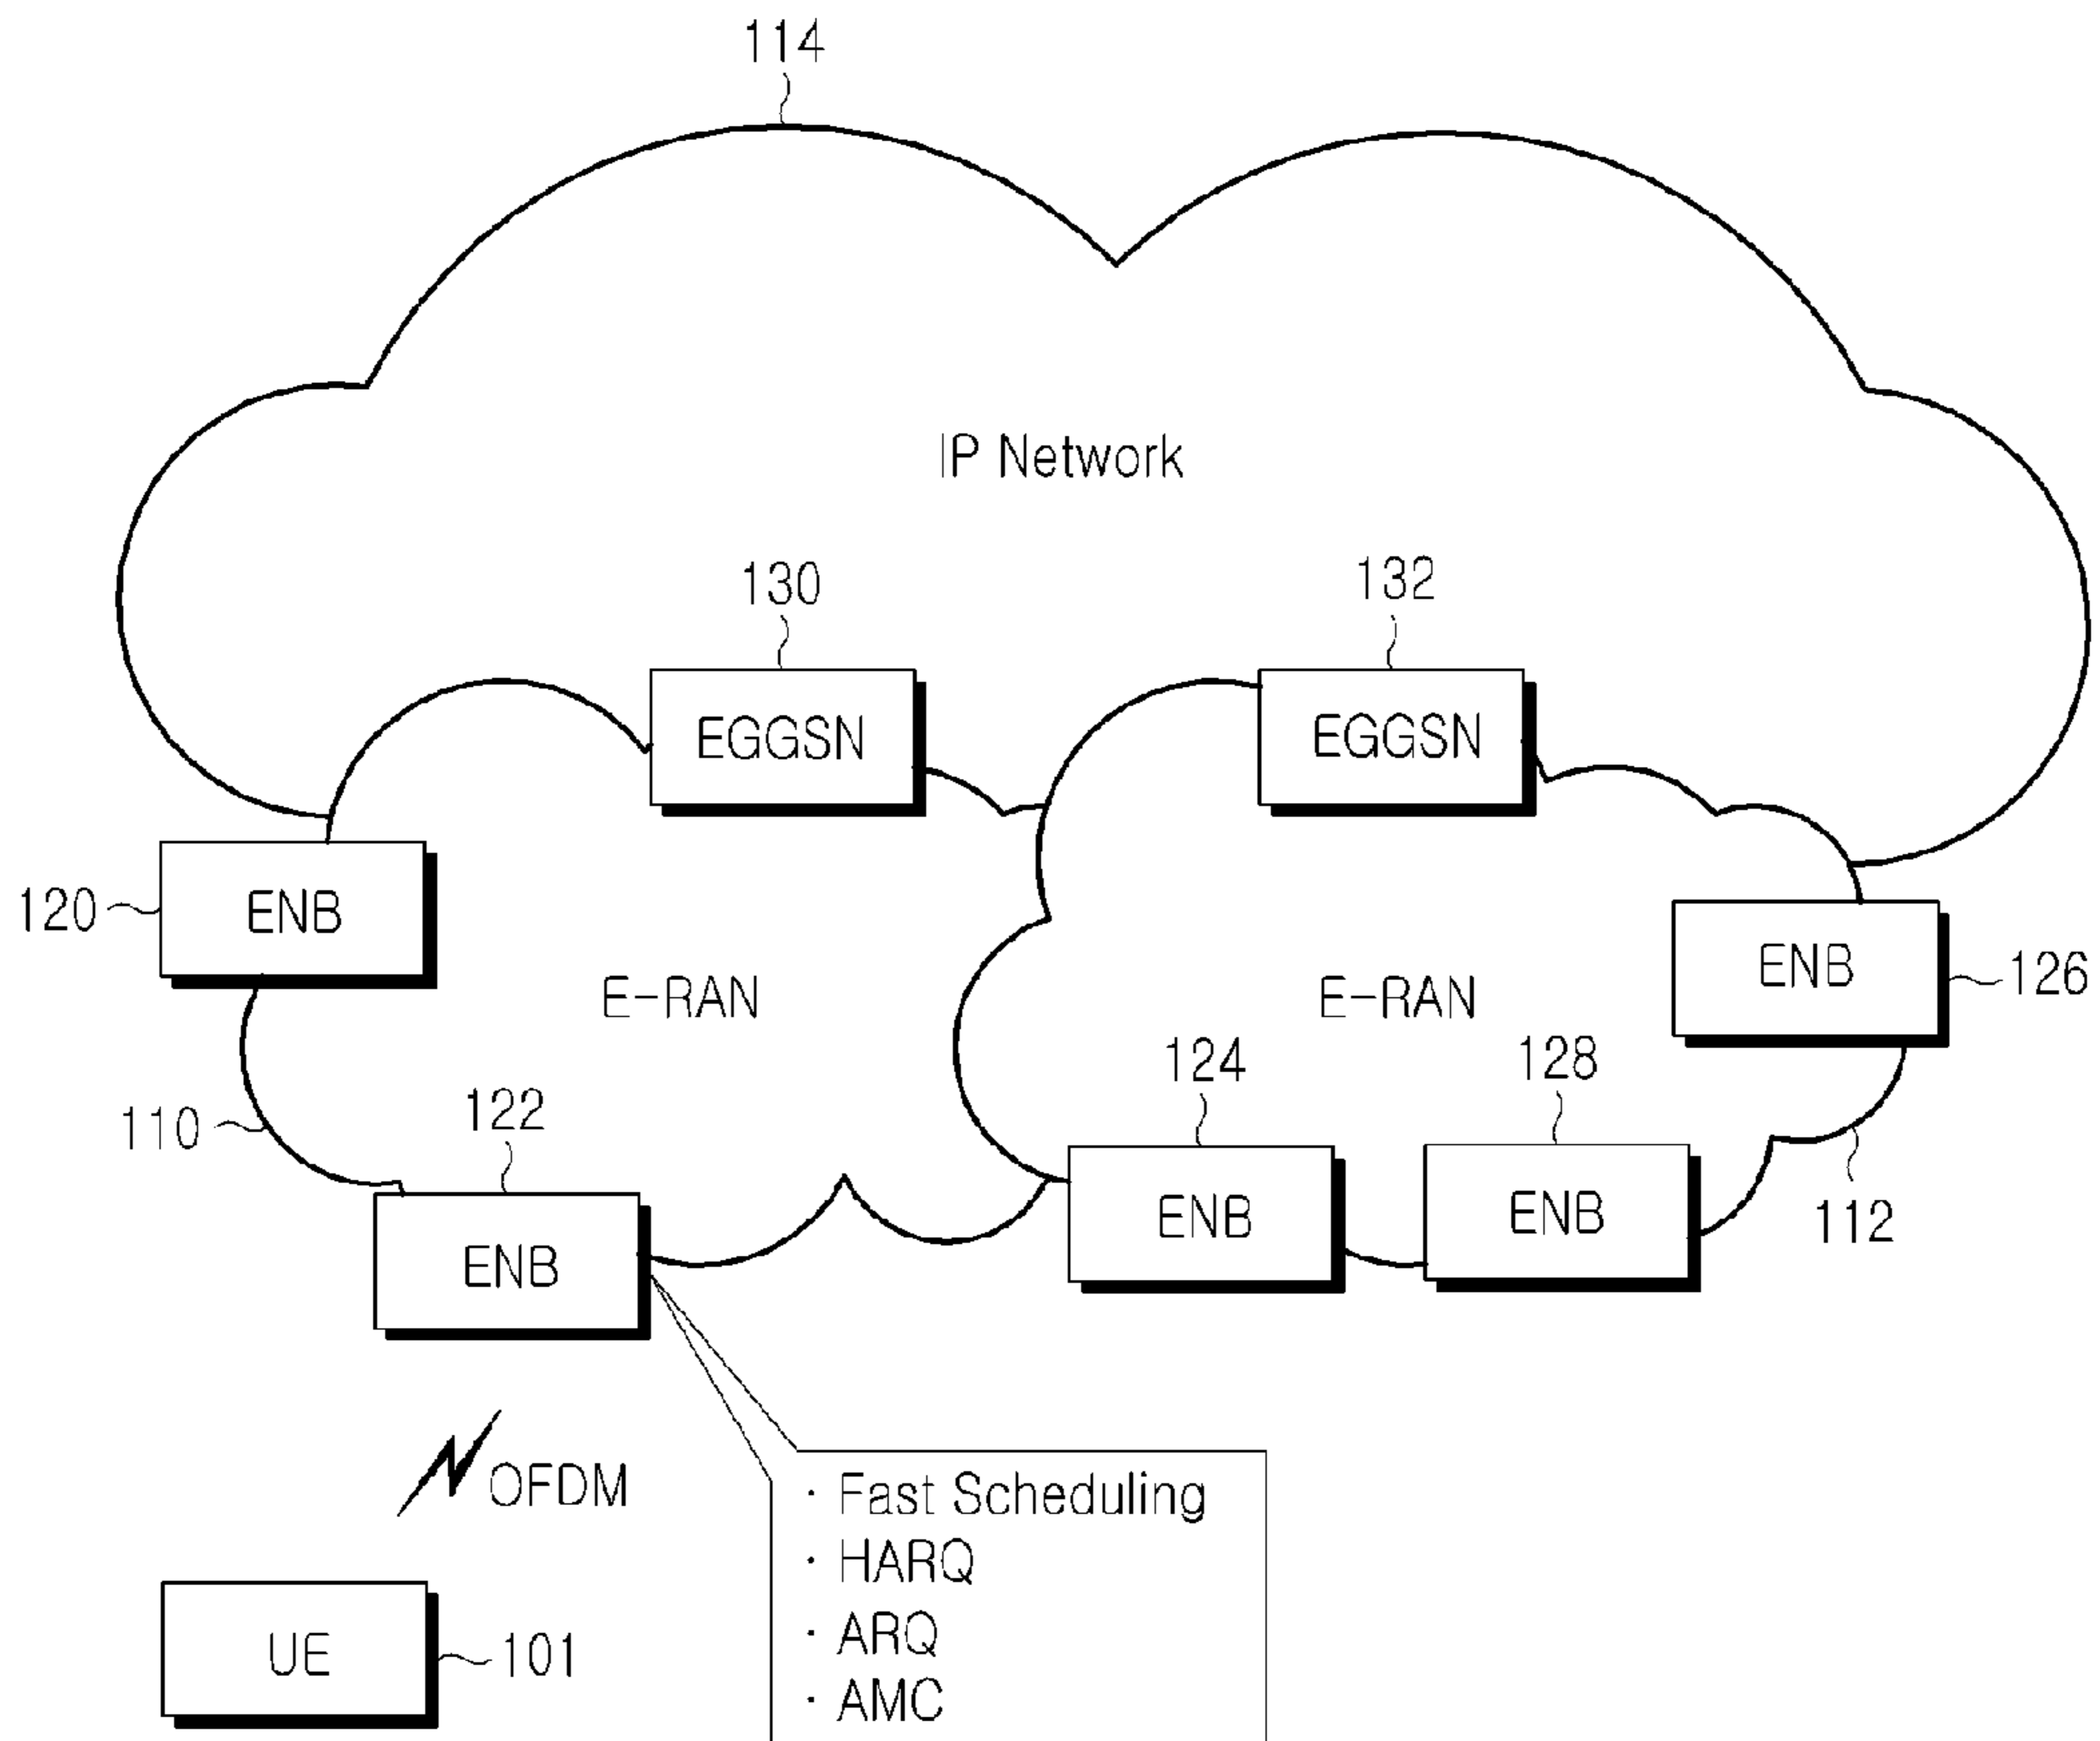 114
IP Network
130
132
EGGSN
EGGSN
120
ENB
ENB
126
E-RAN
E-RAN
124
128
110
122
112
ENB
ENB
ENB
OFDM
· Fast Scheduling
· HARQ
· ARQ
· AMC
UE
101